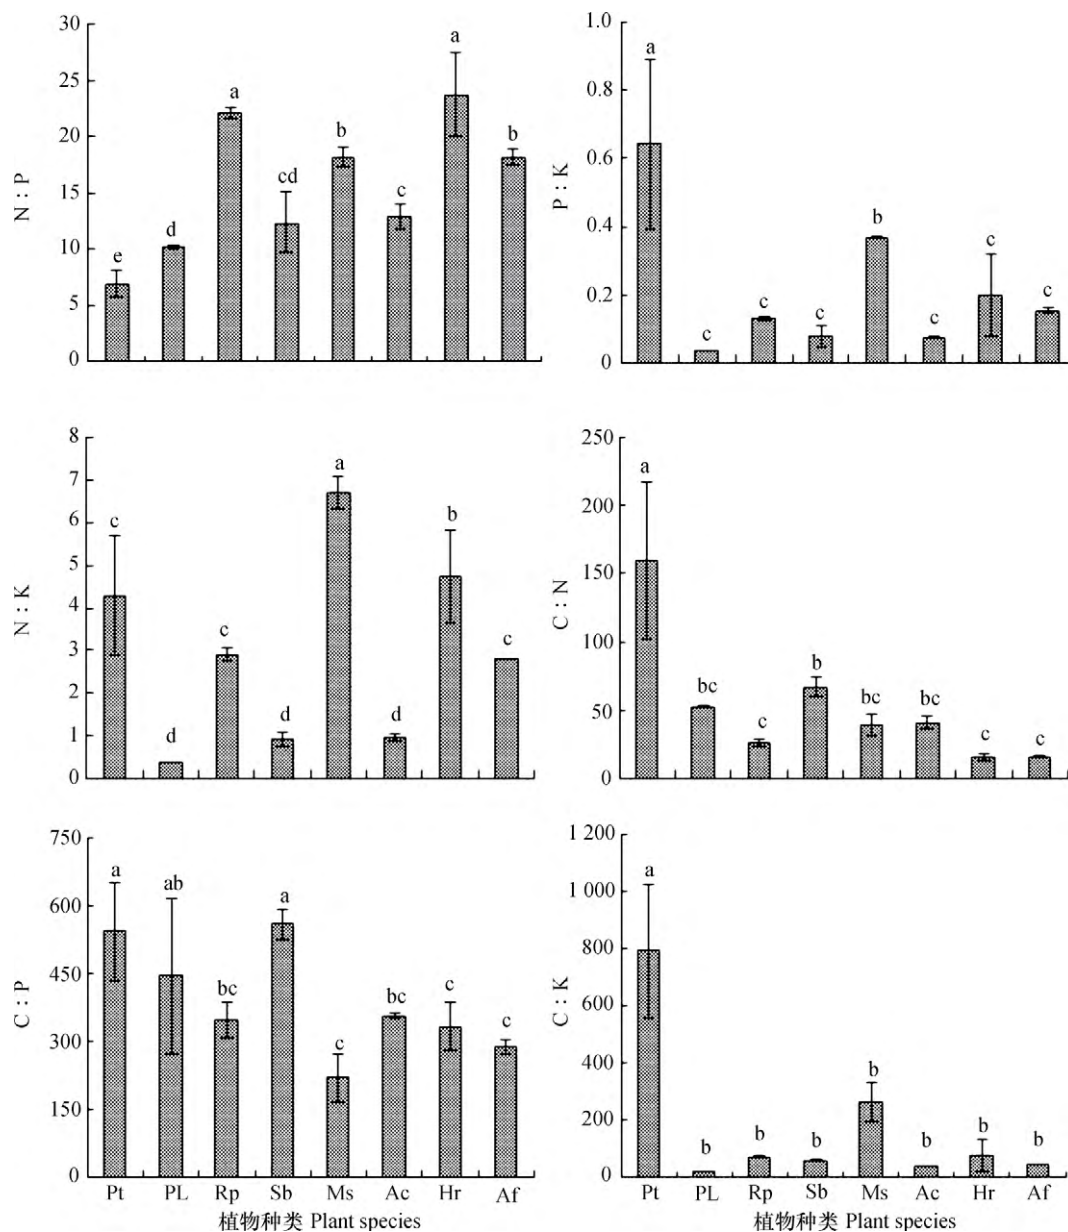 30
25
20
15
10
5
0
N : P
e
d
a
cd
b
c
a
b
1.0
0.8
0.6
0.4
0.2
0
P : K
a
c
c
c
b
c
c
c
8
7
6
5
4
3
2
1
0
N : K
c
d
c
d
a
d
b
c
250
200
150
100
50
0
C : N
a
bc
c
b
bc
bc
c
c
750
600
450
300
150
0
C : P
a
ab
bc
a
c
bc
c
c
Pt PL Rp Sb Ms Ac Hr Af
植物种类 Plant species
1 200
1 000
800
600
400
200
0
C : K
a
b
b
b
b
b
b
b
Pt PL Rp Sb Ms Ac Hr Af
植物种类 Plant species